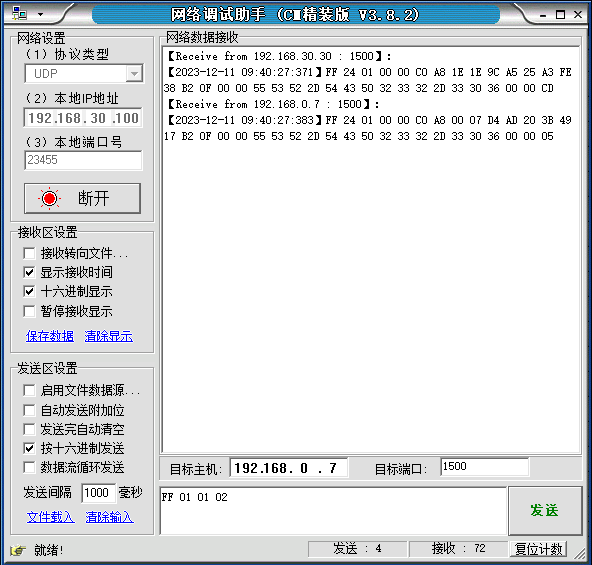 网络调试助手 (CM精装版 V3.8.2)
网络设置
(1) 协议类型
UDP
(2) 本地IP地址
192.168.30.100
(3) 本地端口号
23455
断开
接收区设置
接收转向文件...
显示接收时间
十六进制显示
暂停接收显示
保存数据 清除显示
发送区设置
启用文件数据源...
自动发送附加位
发送完自动清空
按十六进制发送
数据流循环发送
发送间隔 1000 毫秒
文件载入 清除输入
网络数据接收
【Receive from 192.168.30.30 : 1500】:
【2023-12-11 09:40:27:371】FF 24 01 00 00 C0 A8 1E 1E 9C A5 25 A3 FE
38 B2 0F 00 00 55 53 52 2D 54 43 50 32 33 32 2D 33 30 36 00 00 CD
【Receive from 192.168.0.7 : 1500】:
【2023-12-11 09:40:27:383】FF 24 01 00 00 C0 A8 00 07 D4 AD 20 3B 49
17 B2 0F 00 00 55 53 52 2D 54 43 50 32 33 32 2D 33 30 36 00 00 05
目标主机: 192.168. 0 . 7 目标端口: 1500
FF 01 01 02
发送
就绪! 发送 : 4 接收 : 72 复位计数